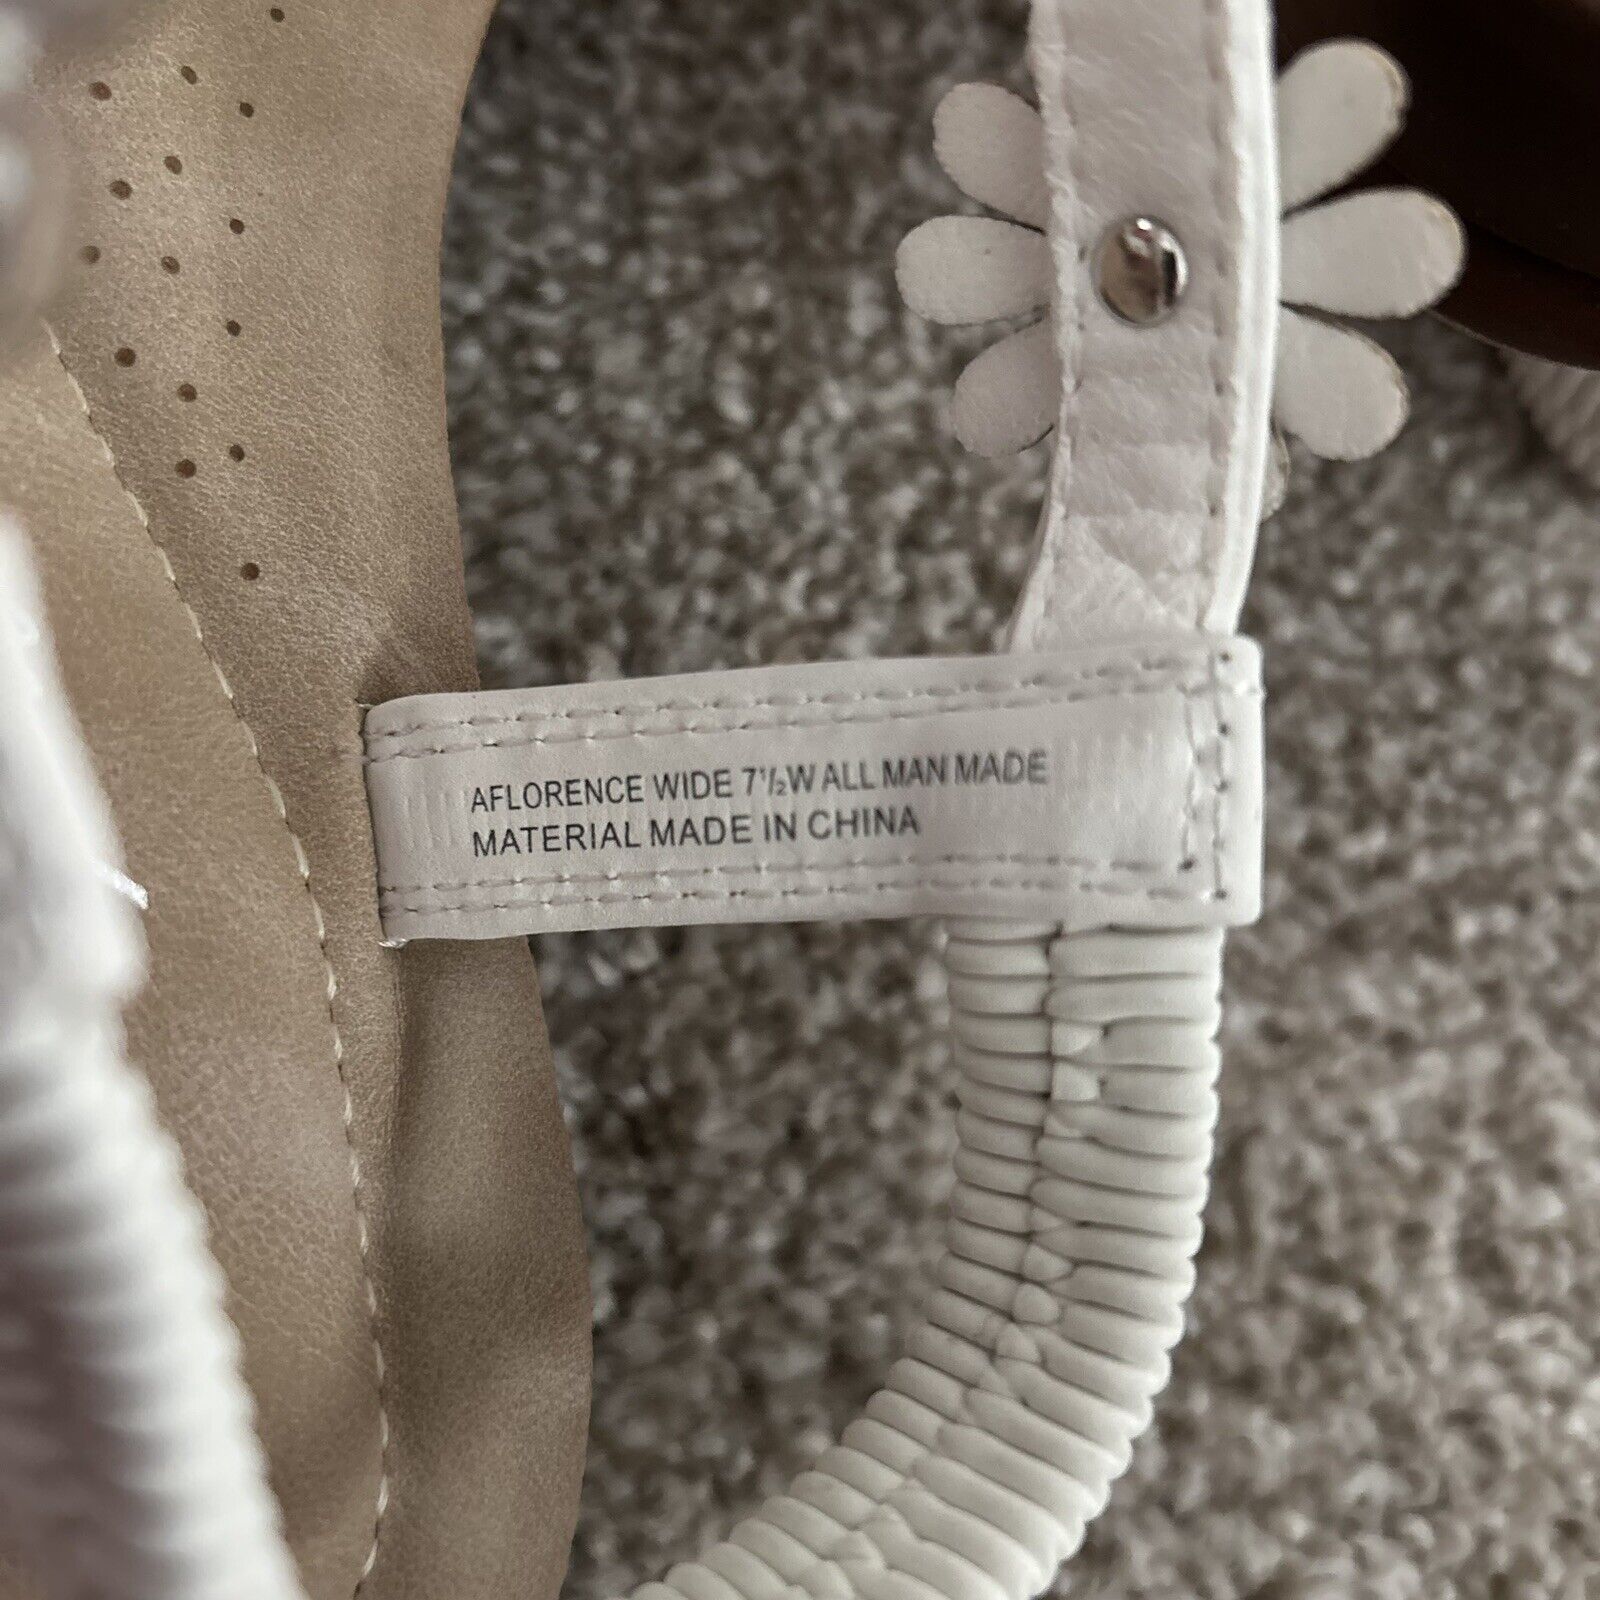 AFLORENCE WIDE 7½W ALL MAN MADE
MATERIAL MADE IN CHINA